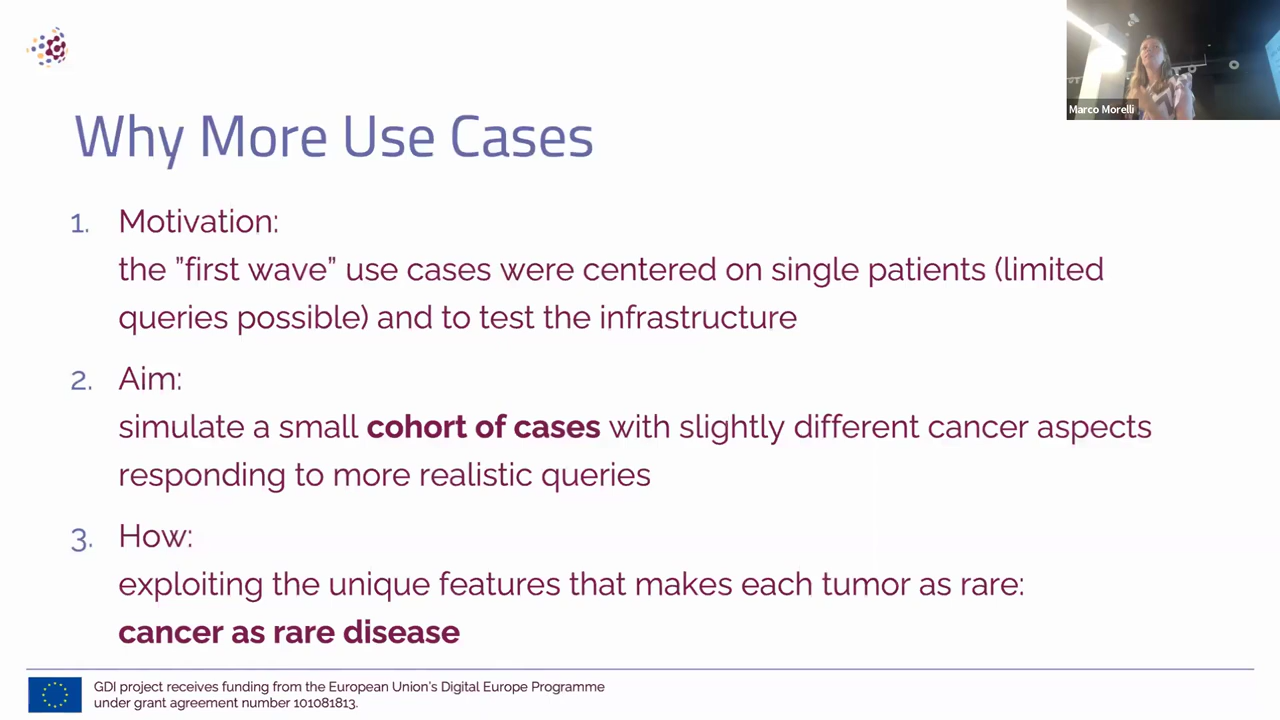 Marco Morelli
Why More Use Cases
1. Motivation:
the ”first wave” use cases were centered on single patients (limited
queries possible) and to test the infrastructure
2. Aim:
simulate a small cohort of cases with slightly different cancer aspects
responding to more realistic queries
3. How:
exploiting the unique features that makes each tumor as rare:
cancer as rare disease
GDI project receives funding from the European Union's Digital Europe Programme
under grant agreement number 101081813.